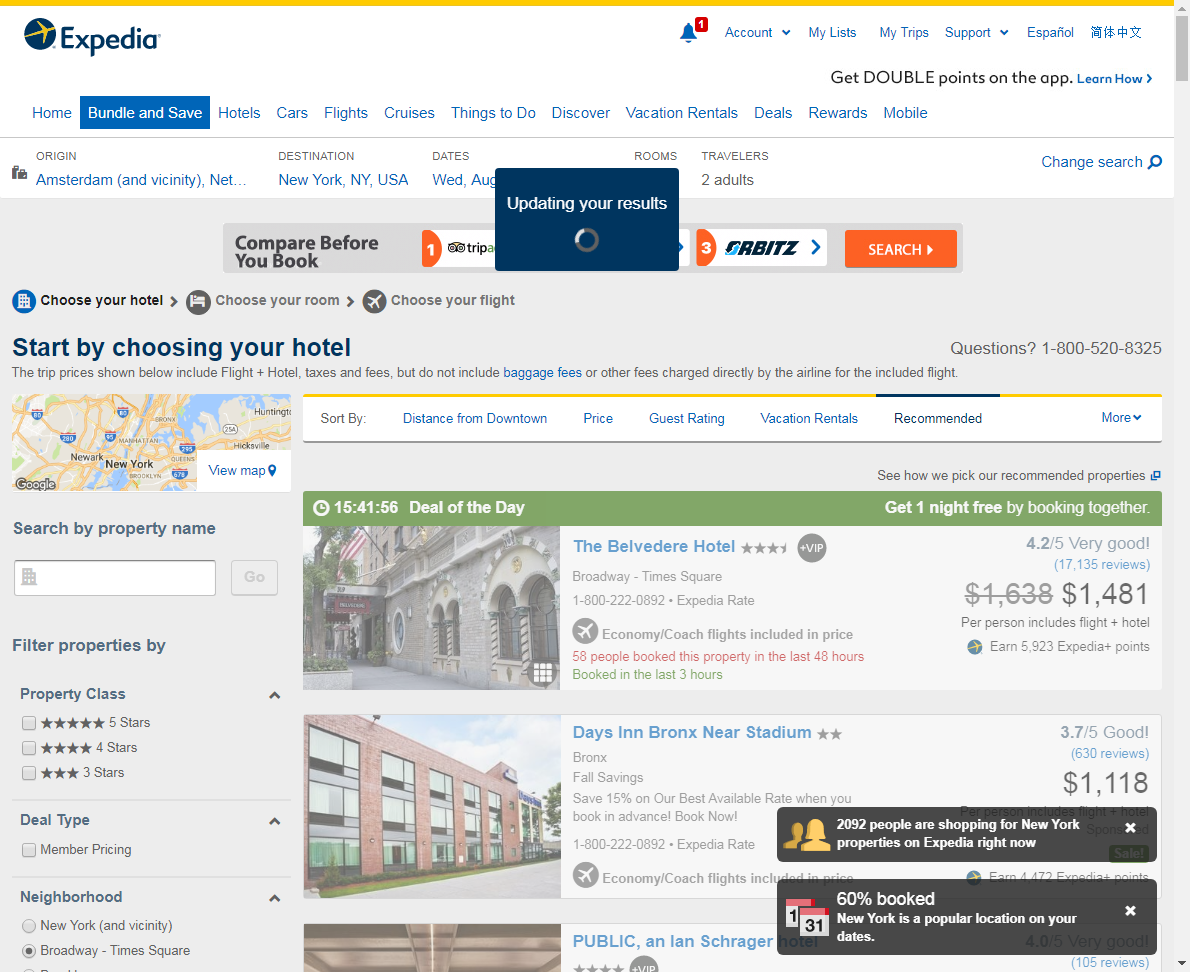 Expedia
1
Account
My Lists
My Trips
Support
Español
简体中文
Get DOUBLE points on the app. Learn How
Home
Bundle and Save
Hotels
Cars
Flights
Cruises
Things to Do
Discover
Vacation Rentals
Deals
Rewards
Mobile
ORIGIN
DESTINATION
DATES
ROOMS
TRAVELERS
Amsterdam (and vicinity), Net...
New York, NY, USA
Wed, Aug
2 adults
Change search
Updating your results
Compare Before
You Book
1
3 ORBITZ
SEARCH
Choose your hotel
Choose your room
Choose your flight
Start by choosing your hotel
Questions? 1-800-520-8325
The trip prices shown below include Flight + Hotel, taxes and fees, but do not include baggage fees or other fees charged directly by the airline for the included flight.
View map
Google
New York
Newark
MANHATTAN
BRONX
QUEENS
BROOKLYN
Hicksville
Sort By:
Distance from Downtown
Price
Guest Rating
Vacation Rentals
Recommended
More
See how we pick our recommended properties
Search by property name
Go
Filter properties by
Property Class
5 Stars
4 Stars
3 Stars
Deal Type
Member Pricing
Neighborhood
New York (and vicinity)
Broadway - Times Square
15:41:56 Deal of the Day
Get 1 night free by booking together.
The Belvedere Hotel
+VIP
Broadway - Times Square
1-800-222-0892 • Expedia Rate
Economy/Coach flights included in price
58 people booked this property in the last 48 hours
Booked in the last 3 hours
4.2/5 Very good!
(17,135 reviews)
$1,638 $1,481
Per person includes flight + hotel
Earn 5,923 Expedia+ points
Days Inn Bronx Near Stadium
Bronx
Fall Savings
Save 15% on Our Best Available Rate when you
book in advance! Book Now!
1-800-222-0892 • Expedia Rate
Economy/Coach flights included in price
3.7/5 Good!
(630 reviews)
$1,118
Per person includes flight + hotel
Sale!
Earn 4,472 Expedia+ points
2092 people are shopping for New York
properties on Expedia right now
60% booked
New York is a popular location on your
dates.
1
31
PUBLIC, an Ian Schrager hotel
+VIP
4.0/5 Very good!
(105 reviews)